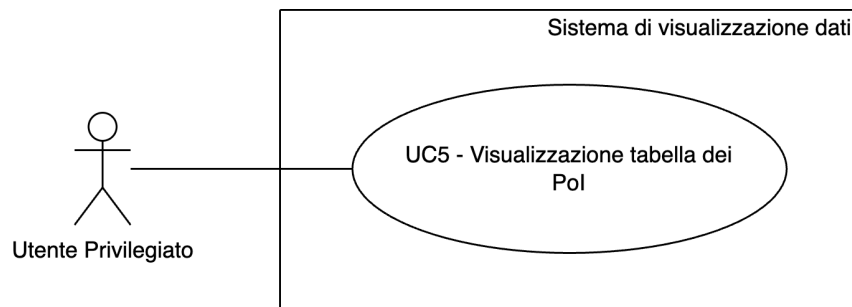 Sistema di visualizzazione dati
UC5 - Visualizzazione tabella dei
PoI
Utente Privilegiato